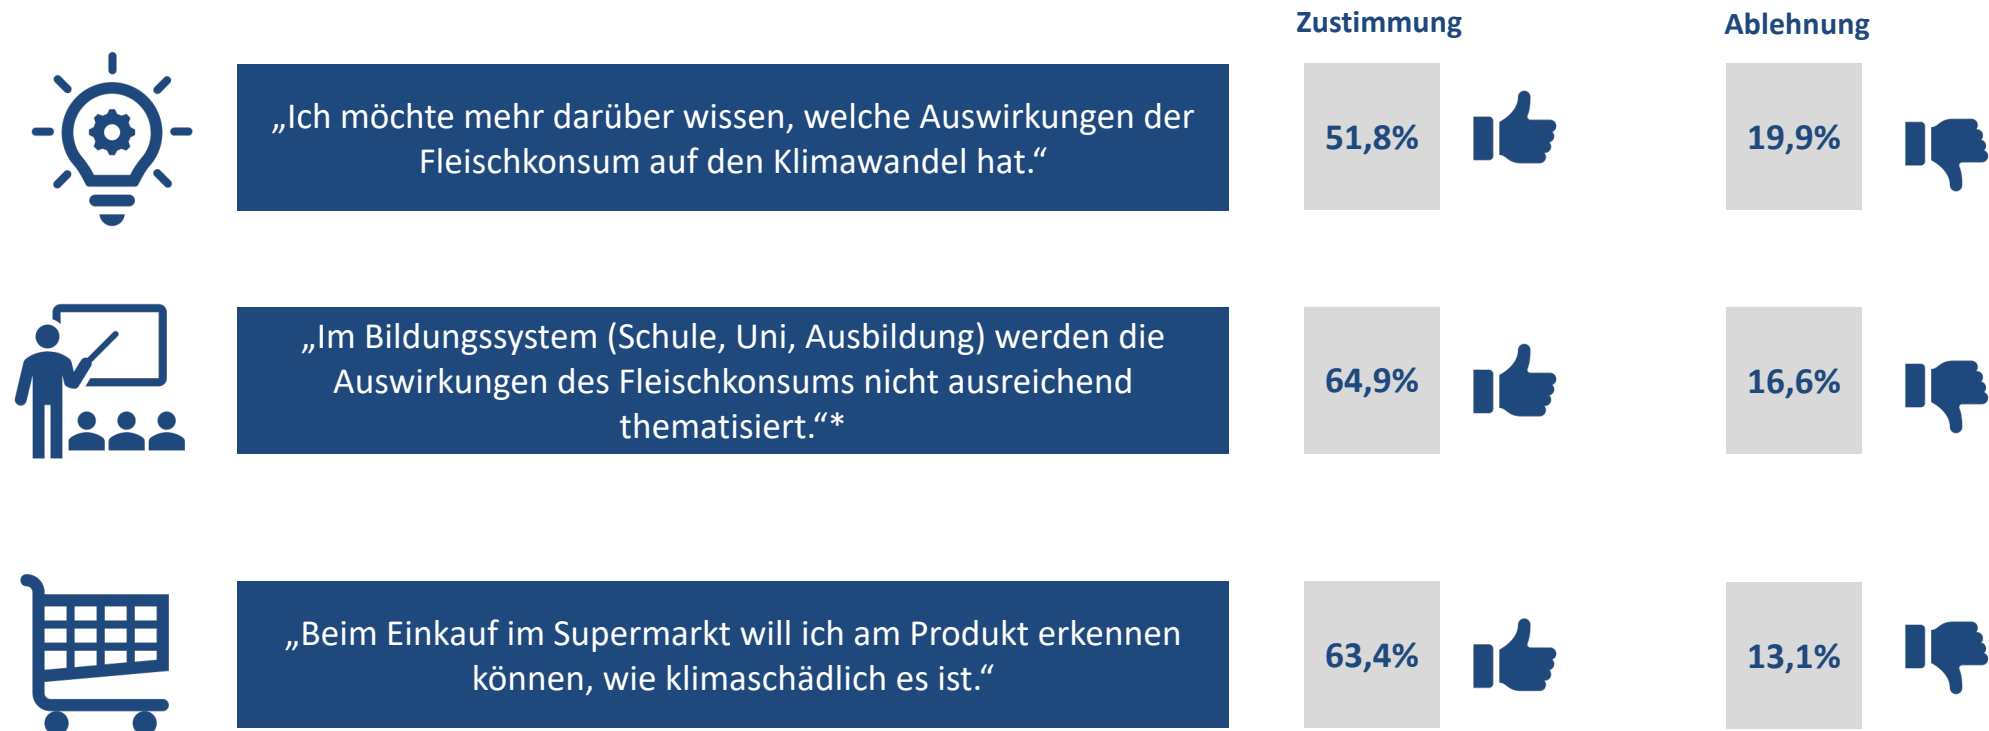 Zustimmung
Ablehnung
„Ich möchte mehr darüber wissen, welche Auswirkungen der
Fleischkonsum auf den Klimawandel hat.“
51,8%
19,9%
„Im Bildungssystem (Schule, Uni, Ausbildung) werden die
Auswirkungen des Fleischkonsums nicht ausreichend
thematisiert.“*
64,9%
16,6%
„Beim Einkauf im Supermarkt will ich am Produkt erkennen
können, wie klimaschädlich es ist.“
63,4%
13,1%